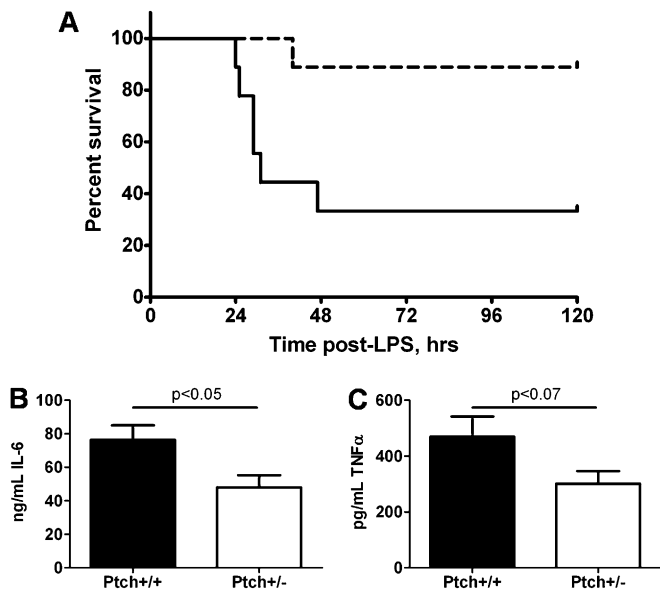 A
Percent survival
100
80
60
40
20
0
0 24 48 72 96 120
Time post-LPS, hrs
B
ng/mL IL-6
100
80
60
40
20
0
p<0.05
Ptch+/+ Ptch+/-
C
pg/mL TNFα
600
400
200
0
p<0.07
Ptch+/+ Ptch+/-